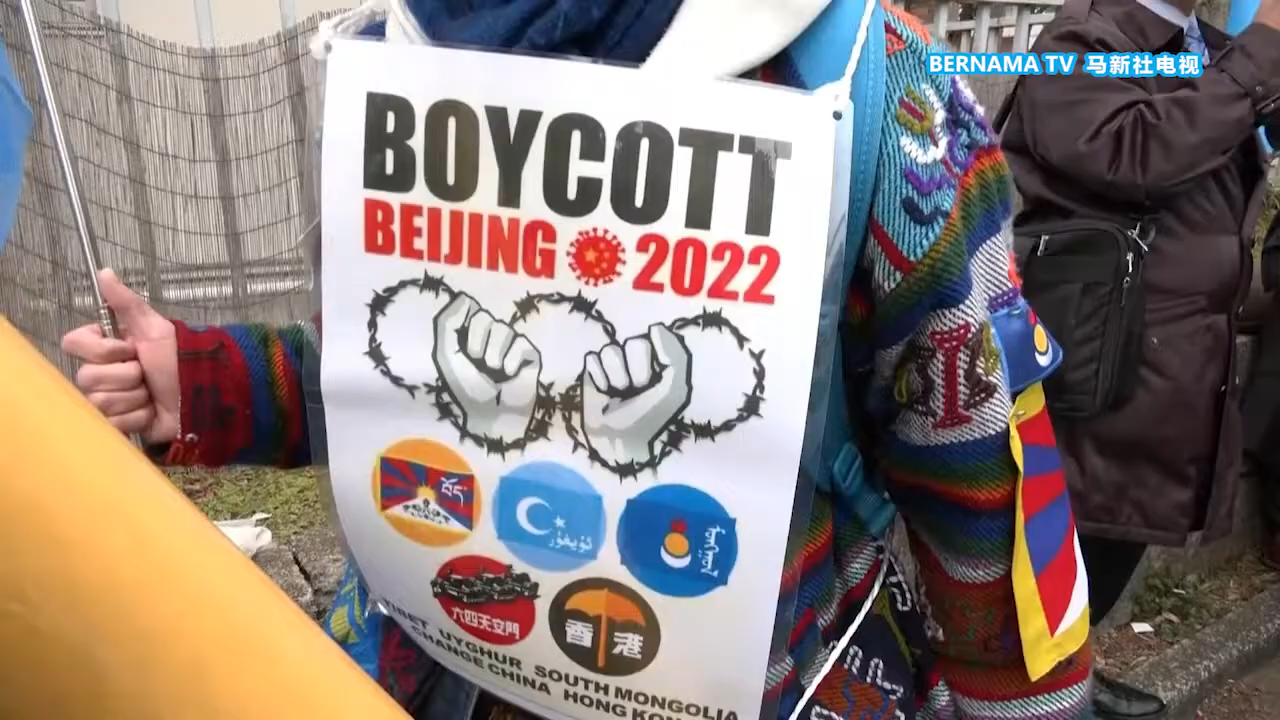 BERNAMA TV 马新社电视
BOYCOTT
BEIJING 2022
ئۇيغۇر
六四天安門
香港
TIBET UYGHUR SOUTH MONGOLIA
CHANGE CHINA HONG KONG